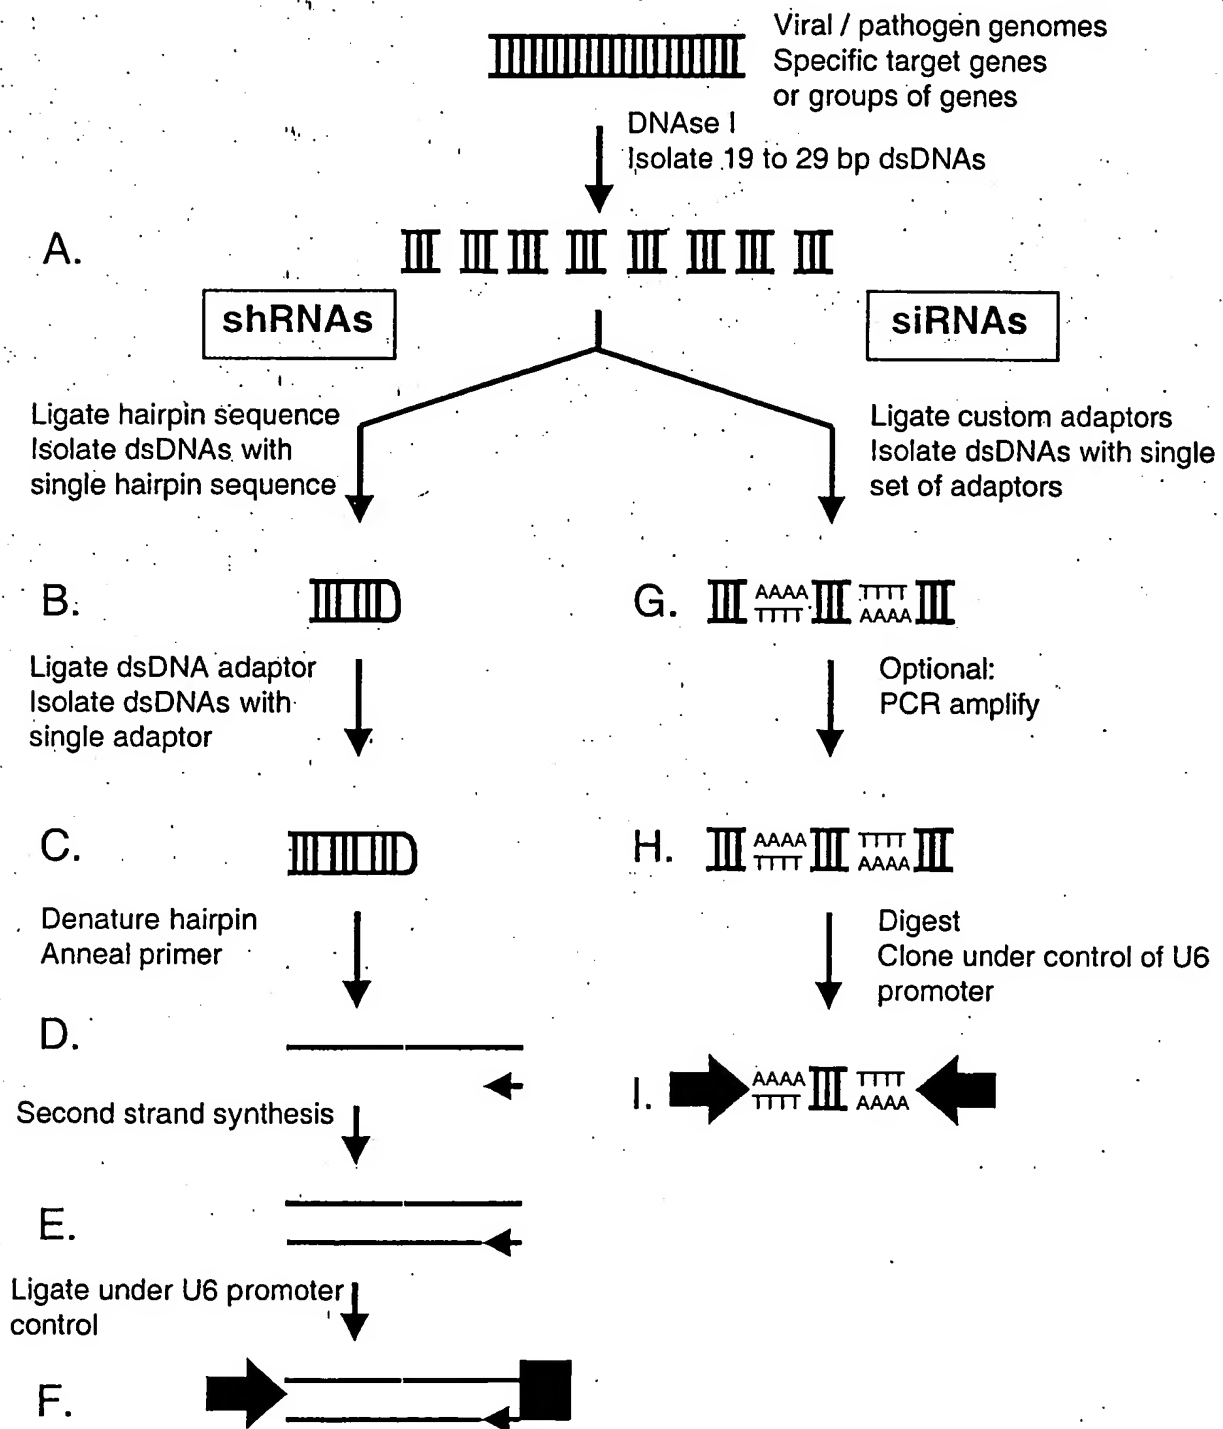 Viral / pathogen genomes
Specific target genes
or groups of genes
DNAse I
Isolate 19 to 29 bp dsDNAs
A.
shRNAs
siRNAs
Ligate hairpin sequence
Isolate dsDNAs with
single hairpin sequence
Ligate custom adaptors
Isolate dsDNAs with single
set of adaptors
B.
G.
AAAA
TTTT
TTTT
AAAA
Ligate dsDNA adaptor
Isolate dsDNAs with
single adaptor
Optional:
PCR amplify
C.
H.
AAAA
TTTT
TTTT
AAAA
Denature hairpin
Anneal primer
Digest
Clone under control of U6
promoter
D.
I.
AAAA
TTTT
TTTT
AAAA
Second strand synthesis
E.
Ligate under U6 promoter
control
F.